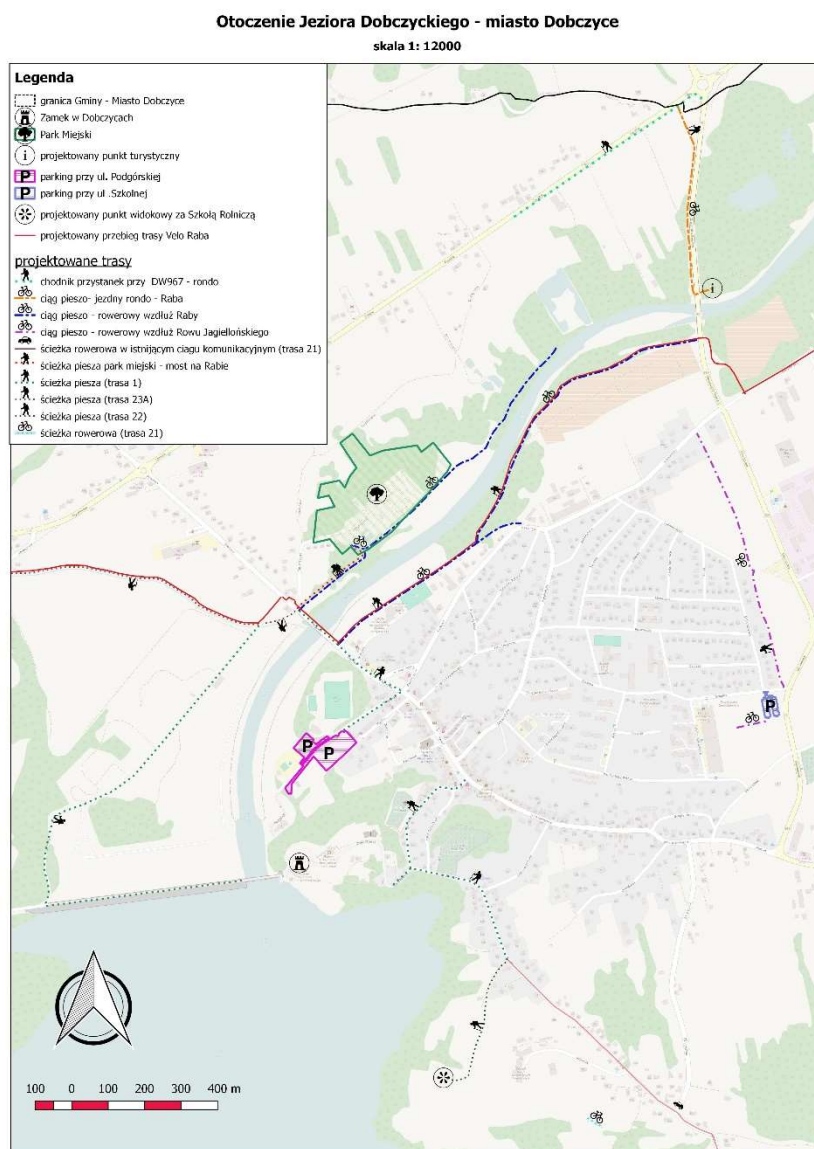 Otoczenie Jeziora Dobczyckiego - miasto Dobczyce
skala 1: 12000
Legenda
granica Gminy - Miasto Dobczyce
Zamek w Dobczycach
Park Miejski
i
projektowany punkt turystyczny
P
parking przy ul. Podgórskiej
P
parking przy ul .Szkolnej
projektowany punkt widokowy za Szkołą Rolniczą
projektowany przebieg trasy Velo Raba
projektowane trasy
chodnik przystanek przy DW967 - rondo
ciąg pieszo- jezdny rondo - Raba
ciąg pieszo - rowerowy wzdłuż Raby
ciąg pieszo - rowerowy wzdłuż Rowu Jagiellońskiego
ścieżka rowerowa w istniijącym ciagu komunikacyjnym (trasa 21)
ścieżka piesza park miejski - most na Rabie
ścieżka piesza (trasa 1)
ścieżka piesza (trasa 23A)
ścieżka piesza (trasa 22)
ścieżka rowerowa (trasa 21)
i
P
P
P
100 0 100 200 300 400 m